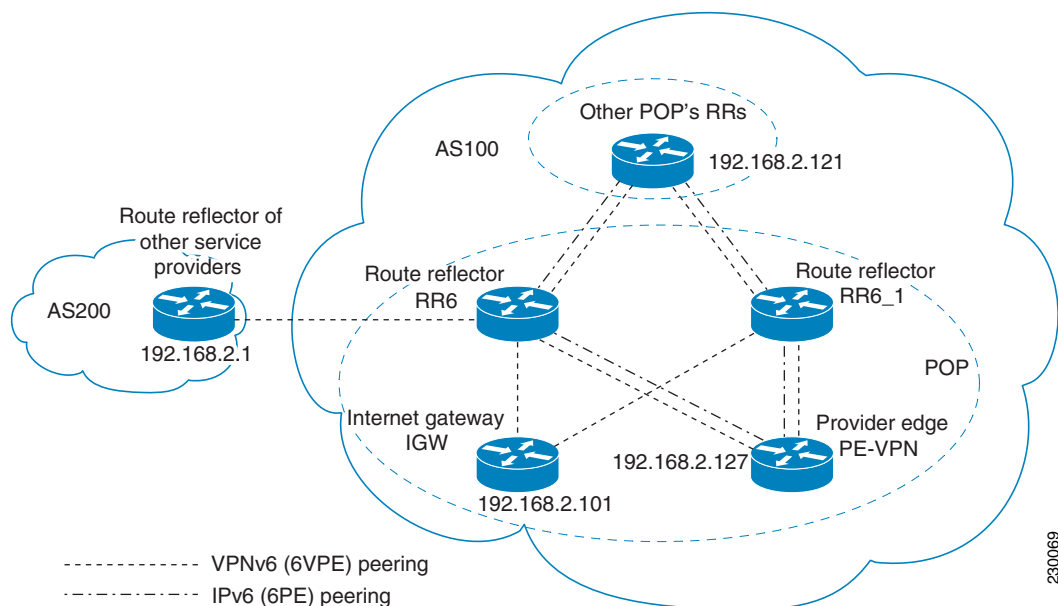 Other POP's RRs
AS100
192.168.2.121
Route reflector of
other service
providers
Route reflector
RR6
Route reflector
RR6_1
AS200
192.168.2.1
POP
Internet gateway
IGW
Provider edge
PE-VPN
192.168.2.127
192.168.2.101
VPNv6 (6VPE) peering
IPv6 (6PE) peering
230069